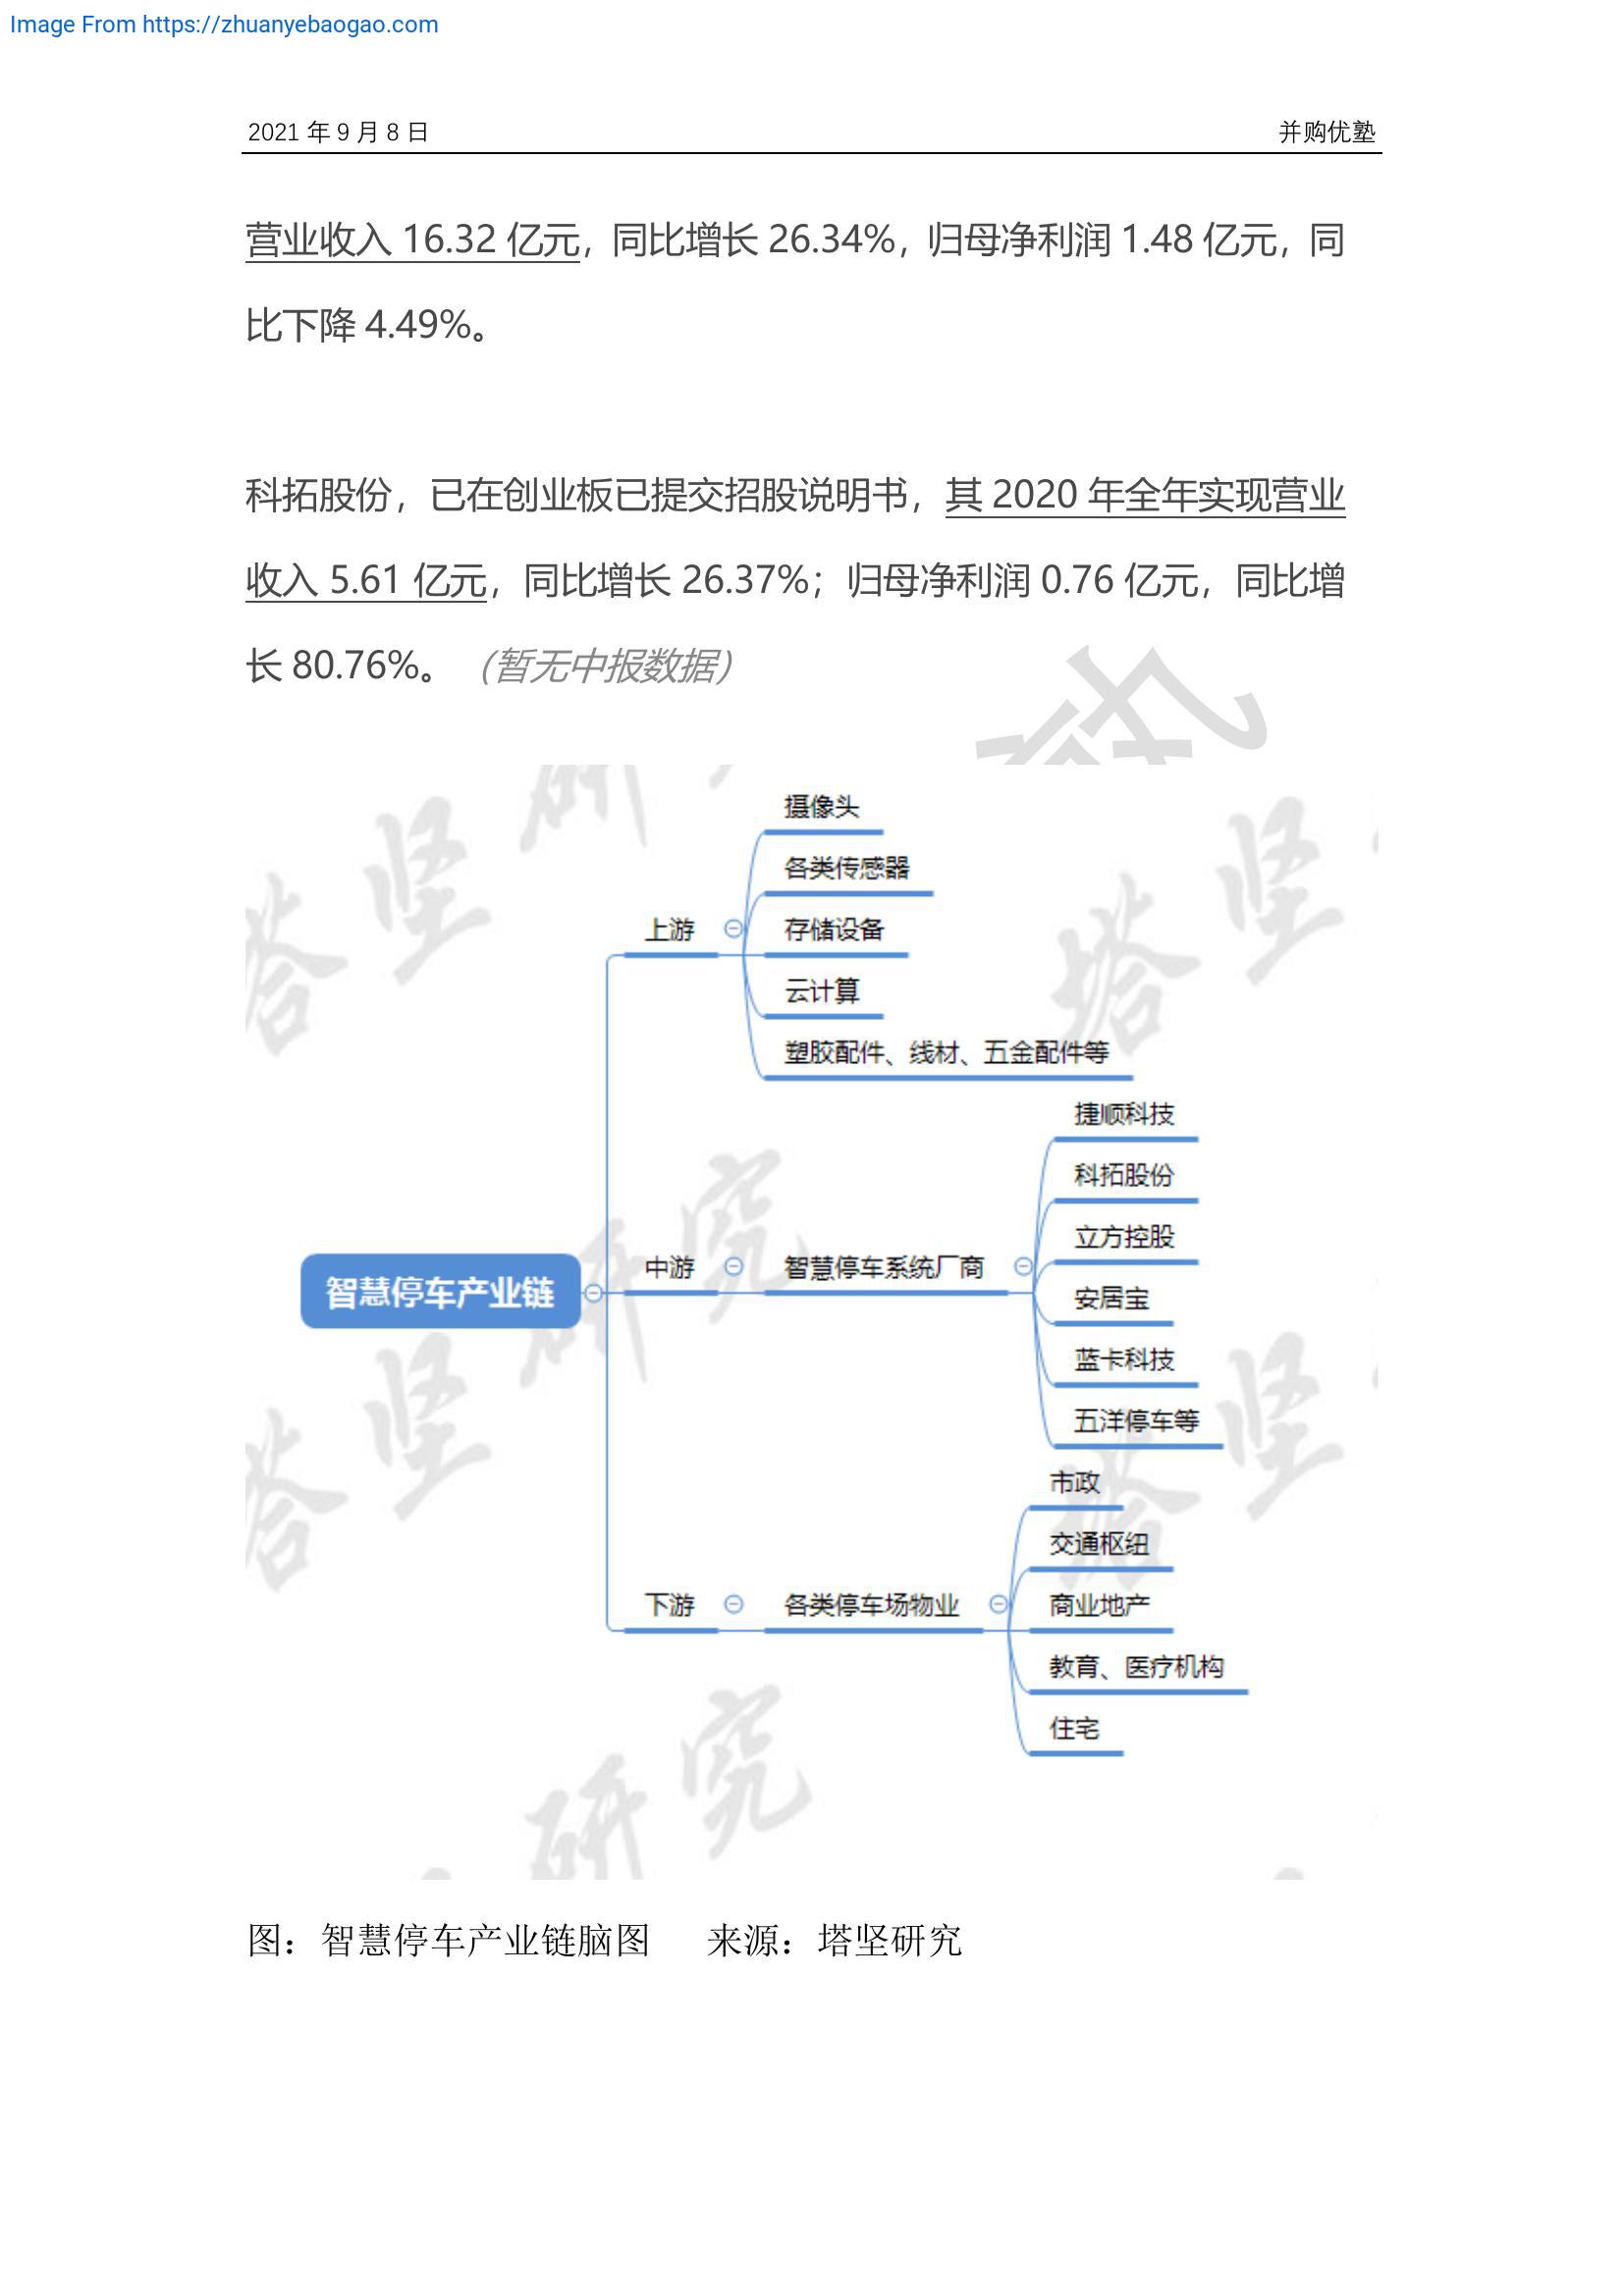 Image From https://zhuanyebaogao.com
2021 年 9 月 8 日
并购优塾
营业收入 16.32 亿元，同比增长 26.34%，归母净利润 1.48 亿元，同
比下降 4.49%。
科拓股份，已在创业板已提交招股说明书，其 2020 年全年实现营业
收入 5.61 亿元，同比增长 26.37%；归母净利润 0.76 亿元，同比增
长 80.76%。（暂无中报数据）
智慧停车产业链
上游
摄像头
各类传感器
存储设备
云计算
塑胶配件、线材、五金配件等
中游
智慧停车系统厂商
捷顺科技
科拓股份
立方控股
安居宝
蓝卡科技
五洋停车等
下游
各类停车场物业
市政
交通枢纽
商业地产
教育、医疗机构
住宅
塔坚研究
图：智慧停车产业链脑图 来源：塔坚研究